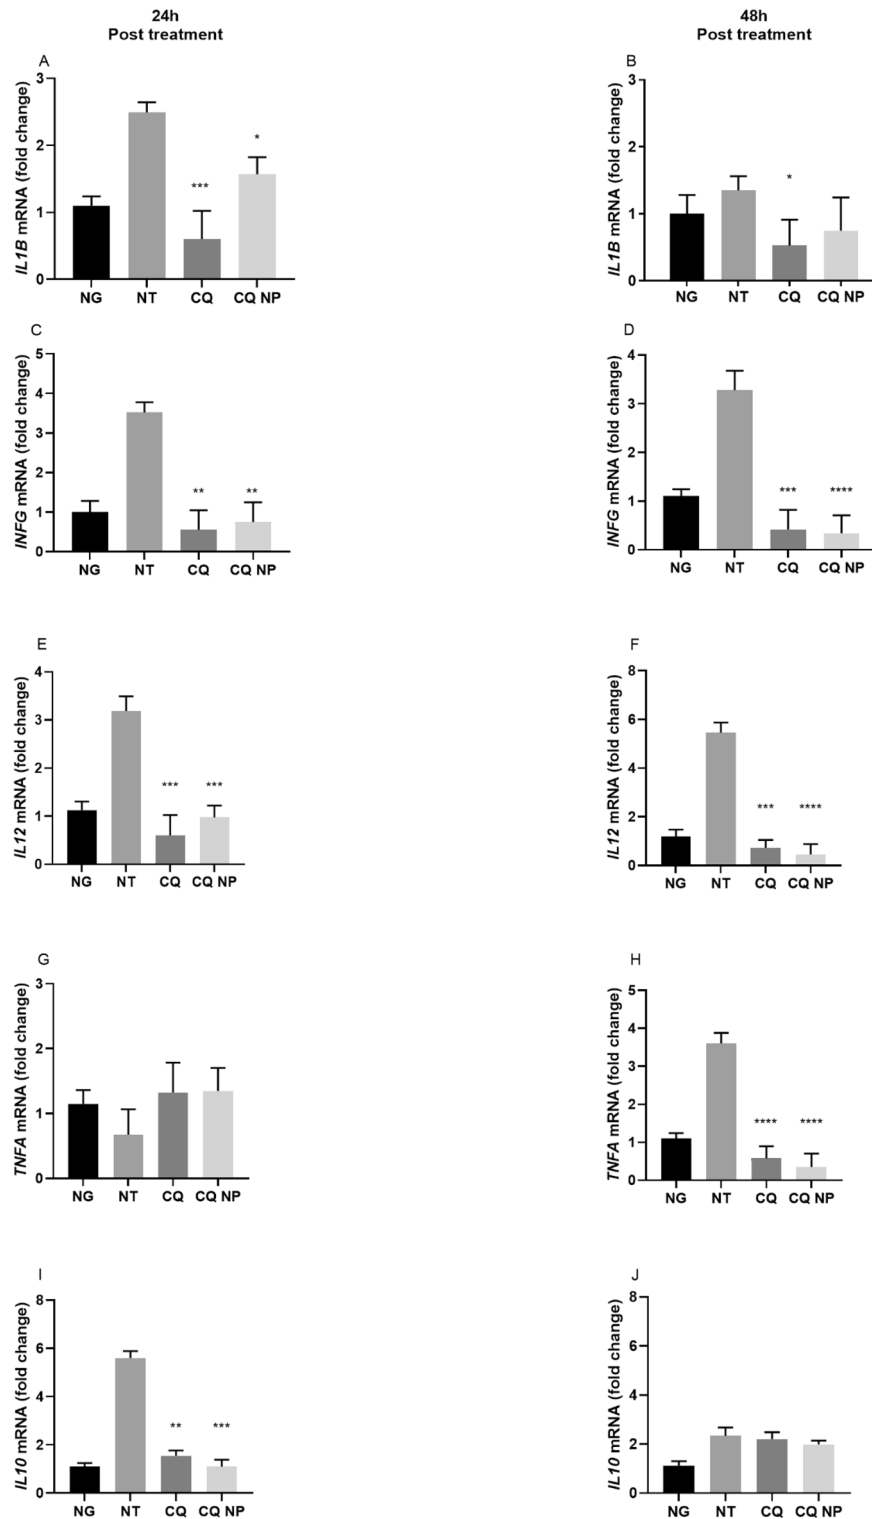 24h
Post treatment
48h
Post treatment
A
IL1B mRNA (fold change)
3
2
1
0
***
*
NG NT CQ CQ NP
B
IL1B mRNA (fold change)
3
2
1
0
*
NG NT CQ CQ NP
C
INFG mRNA (fold change)
5
4
3
2
1
0
**
**
NG NT CQ CQ NP
D
INFG mRNA (fold change)
4
3
2
1
0
***
****
NG NT CQ CQ NP
E
IL12 mRNA (fold change)
4
3
2
1
0
***
***
NG NT CQ CQ NP
F
IL12 mRNA (fold change)
8
6
4
2
0
***
****
NG NT CQ CQ NP
G
TNFA mRNA (fold change)
3
2
1
0
NG NT CQ CQ NP
H
TNFA mRNA (fold change)
5
4
3
2
1
0
****
****
NG NT CQ CQ NP
I
IL10 mRNA (fold change)
8
6
4
2
0
**
***
NG NT CQ CQ NP
J
IL10 mRNA (fold change)
8
6
4
2
0
NG NT CQ CQ NP